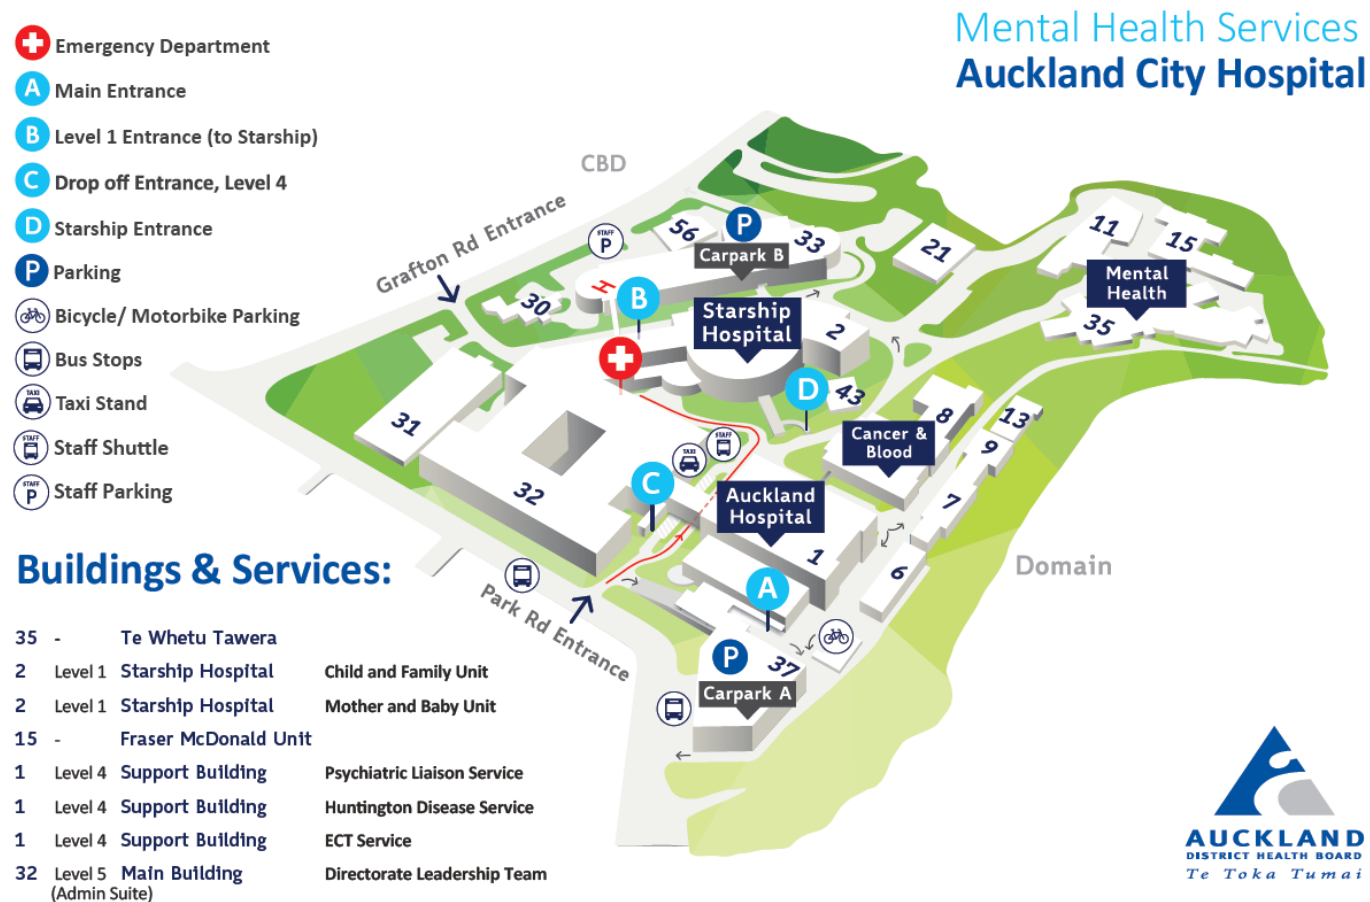 Mental Health Services
Auckland City Hospital
Emergency Department
A Main Entrance
B Level 1 Entrance (to Starship)
C Drop off Entrance, Level 4
D Starship Entrance
P Parking
Bicycle/ Motorbike Parking
Bus Stops
TAXI Taxi Stand
STAFF Staff Shuttle
STAFF P Staff Parking
CBD
Grafton Rd Entrance
STAFF P
56
P
33
Carpark B
21
11
15
Mental
Health
35
30
H
B
Starship
Hospital
2
D
43
31
32
C
TAXI
STAFF
Auckland
Hospital
1
Cancer &
Blood
8
13
9
7
6
Domain
A
Park Rd Entrance
P
37
Carpark A
Buildings & Services:
35 - Te Whetu Tawera
2 Level 1 Starship Hospital Child and Family Unit
2 Level 1 Starship Hospital Mother and Baby Unit
15 - Fraser McDonald Unit
1 Level 4 Support Building Psychiatric Liaison Service
1 Level 4 Support Building Huntington Disease Service
1 Level 4 Support Building ECT Service
32 Level 5 Main Building Directorate Leadership Team
(Admin Suite)
AUCKLAND
DISTRICT HEALTH BOARD
Te Toka Tumai